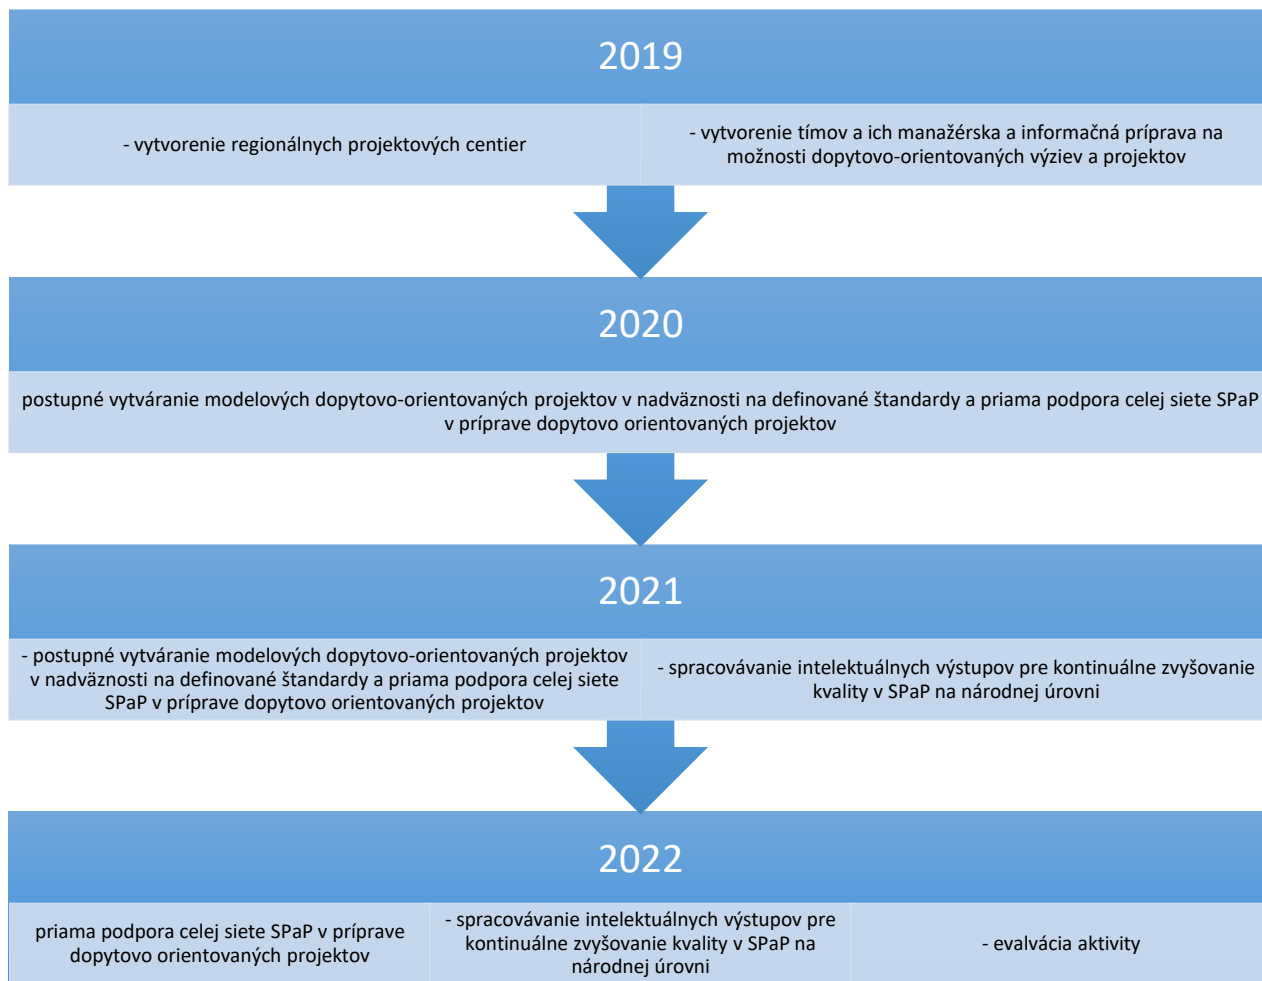 2019
- vytvorenie regionálnych projektových centier
- vytvorenie tímov a ich manažérska a informačná príprava na
možnosti dopytovo-orientovaných výziev a projektov
2020
postupné vytváranie modelových dopytovo-orientovaných projektov v nadväznosti na definované štandardy a priama podpora celej siete SPaP
v príprave dopytovo orientovaných projektov
2021
- postupné vytváranie modelových dopytovo-orientovaných projektov
v nadväznosti na definované štandardy a priama podpora celej siete
SPaP v príprave dopytovo orientovaných projektov
- spracovávanie intelektuálnych výstupov pre kontinuálne zvyšovanie
kvality v SPaP na národnej úrovni
2022
priama podpora celej siete SPaP v príprave
dopytovo orientovaných projektov
- spracovávanie intelektuálnych výstupov pre
kontinuálne zvyšovanie kvality v SPaP na
národnej úrovni
- evalvácia aktivity